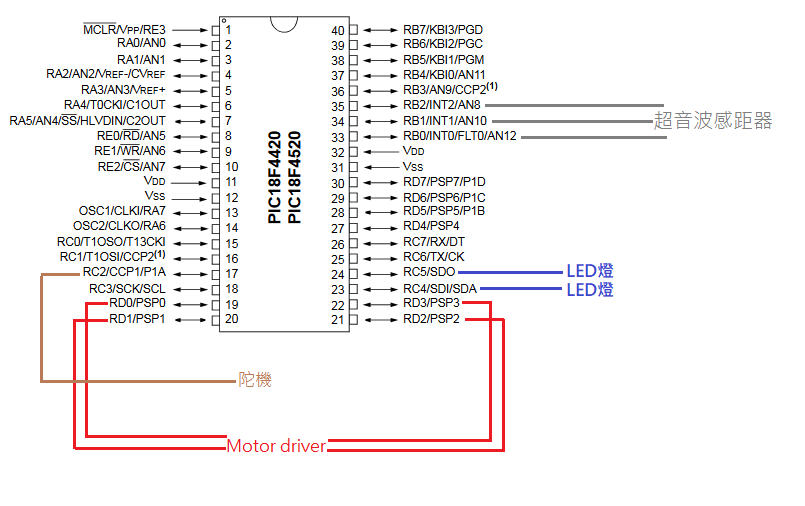 MCLR/VPP/RE3
RA0/AN0
RA1/AN1
RA2/AN2/VREF-/CVREF
RA3/AN3/VREF+
RA4/T0CKI/C1OUT
RA5/AN4/SS/HLVDIN/C2OUT
RE0/RD/AN5
RE1/WR/AN6
RE2/CS/AN7
VDD
VSS
OSC1/CLKI/RA7
OSC2/CLKO/RA6
RC0/T1OSO/T13CKI
RC1/T1OSI/CCP2(1)
RC2/CCP1/P1A
RC3/SCK/SCL
RD0/PSP0
RD1/PSP1
1
2
3
4
5
6
7
8
9
10
11
12
13
14
15
16
17
18
19
20
PIC18F4420
PIC18F4520
40
39
38
37
36
35
34
33
32
31
30
29
28
27
26
25
24
23
22
21
RB7/KBI3/PGD
RB6/KBI2/PGC
RB5/KBI1/PGM
RB4/KBI0/AN11
RB3/AN9/CCP2(1)
RB2/INT2/AN8
RB1/INT1/AN10
RB0/INT0/FLT0/AN12
VDD
VSS
RD7/PSP7/P1D
RD6/PSP6/P1C
RD5/PSP5/P1B
RD4/PSP4
RC7/RX/DT
RC6/TX/CK
RC5/SDO
RC4/SDI/SDA
RD3/PSP3
RD2/PSP2
超音波感距器
LED燈
LED燈
陀機
Motor driver